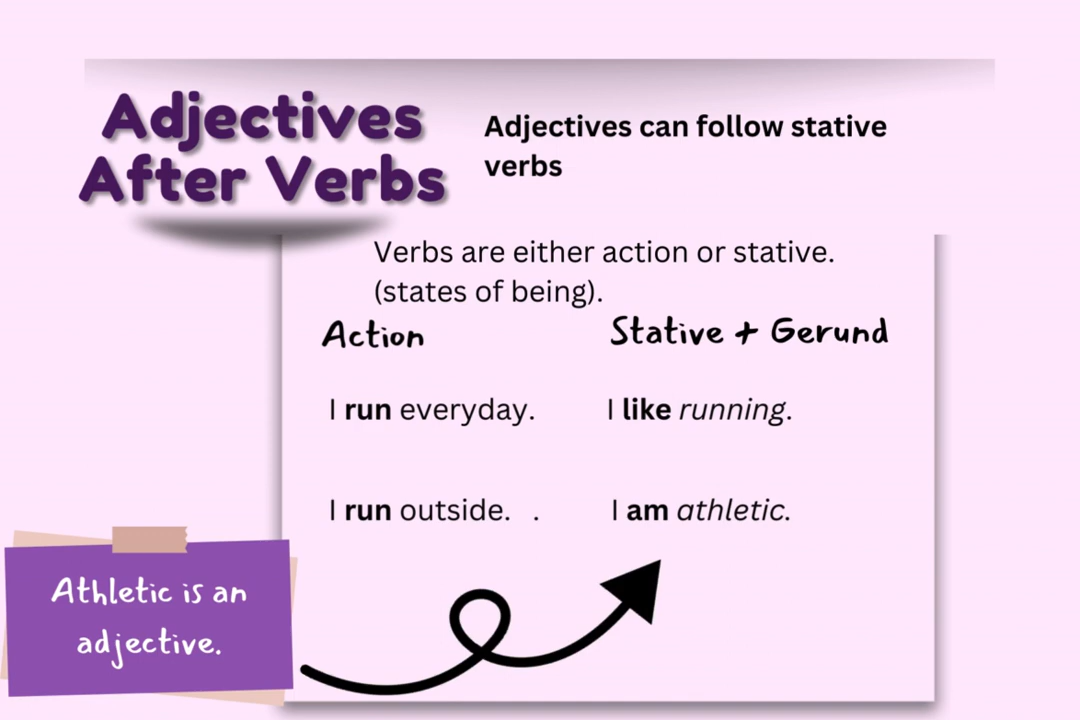 Adjectives
After Verbs
Adjectives can follow stative
verbs
Verbs are either action or stative.
(states of being).
Action
Stative + Gerund
I run everyday.
I like running.
I run outside. .
I am athletic.
Athletic is an
adjective.